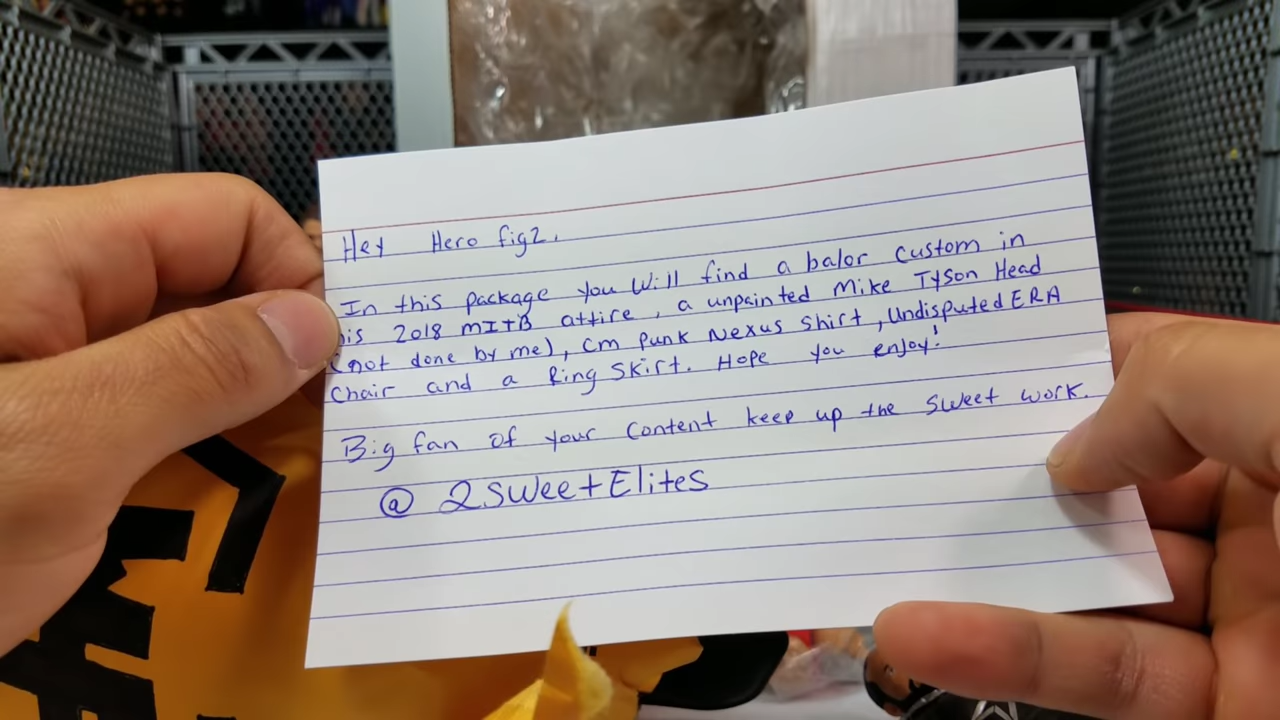 Hey Hero figz,
In this package you will find a balor custom in
his 2018 MITB attire, a unpainted Mike Tyson Head
(not done by me), cm punk Nexus shirt, Undisputed ERA
Chair and a Ring Skirt. Hope you enjoy!
Big fan of your content keep up the sweet work.
@ 2SweetElites